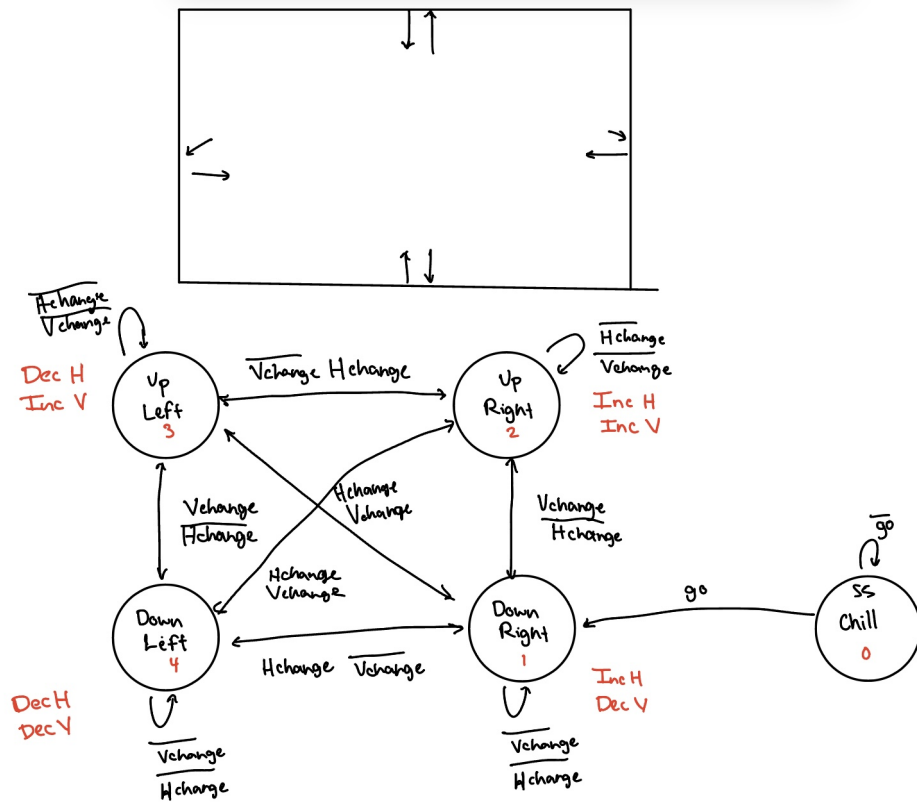 Hchange
Vchange
Dec H
Inc V
Up
Left
3
Vchange Hchange
Up
Right
2
Hchange
Vchange
Inc H
Inc V
Vchange
Hchange
Hchange
Vchange
Vchange
Hchange
Hchange
Vchange
Down
Left
4
Hchange Vchange
Down
Right
1
go
go
SS
Chill
0
Dec H
Dec V
Inc H
Dec V
Vchange
Hchange
Vchange
Hchange